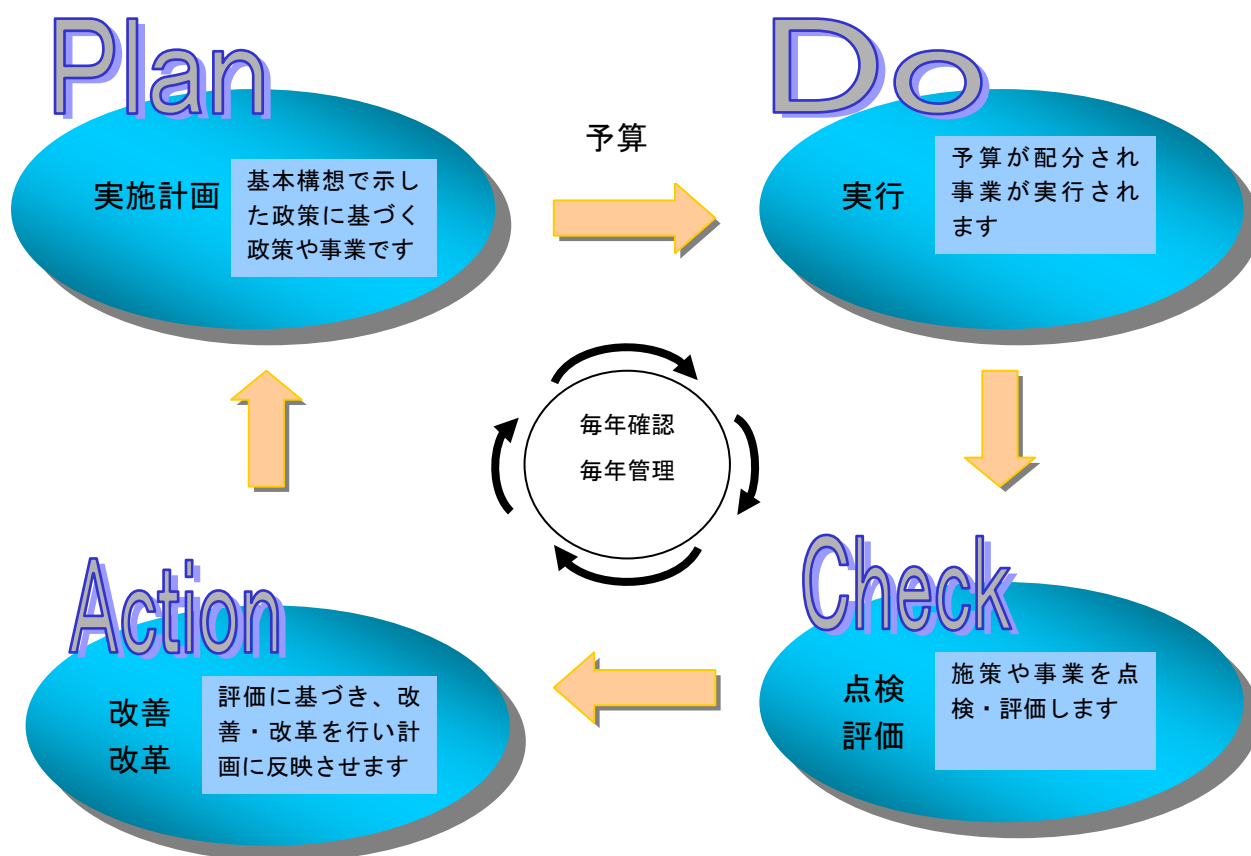 Plan
実施計画
基本構想で示し
た政策に基づく
政策や事業です
予算
Do
実行
予算が配分され
事業が実行され
ます
毎年確認
毎年管理
Action
改善
改革
評価に基づき、改
善・改革を行い計
画に反映させます
Check
点検
評価
施策や事業を点
検・評価します